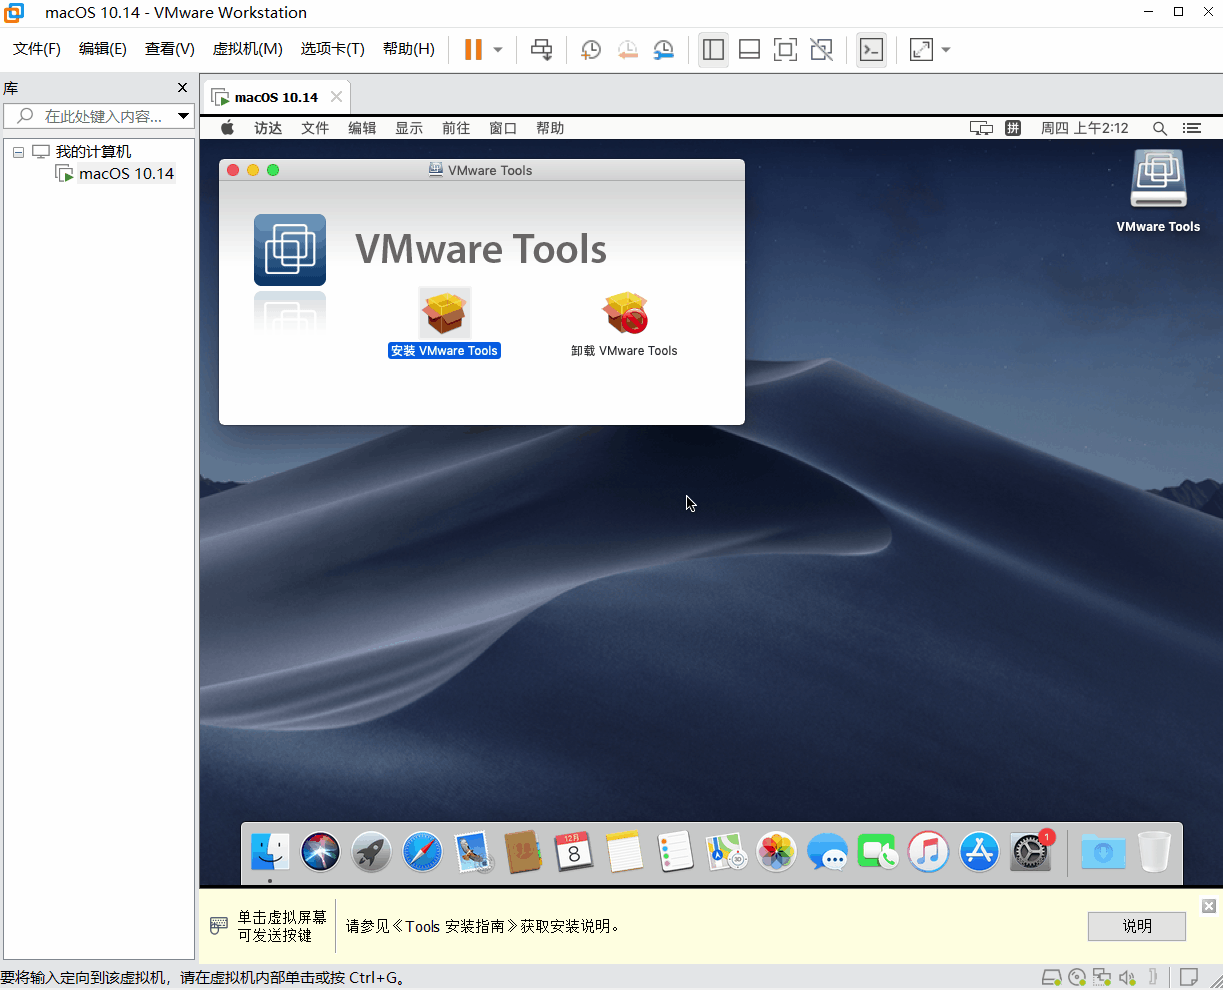 macOS 10.14 - VMware Workstation
文件(F) 编辑(E) 查看(V) 虚拟机(M) 选项卡(T) 帮助(H)
库
在此处键入内容...
我的计算机
macOS 10.14
macOS 10.14
访达 文件 编辑 显示 前往 窗口 帮助 拼 周四 上午2:12
VMware Tools
VMware Tools
安装 VMware Tools
卸载 VMware Tools
VMware Tools
12月
8
3D
1
单击虚拟屏幕
可发送按键
请参见《Tools 安装指南》获取安装说明。
说明
要将输入定向到该虚拟机，请在虚拟机内部单击或按 Ctrl+G。